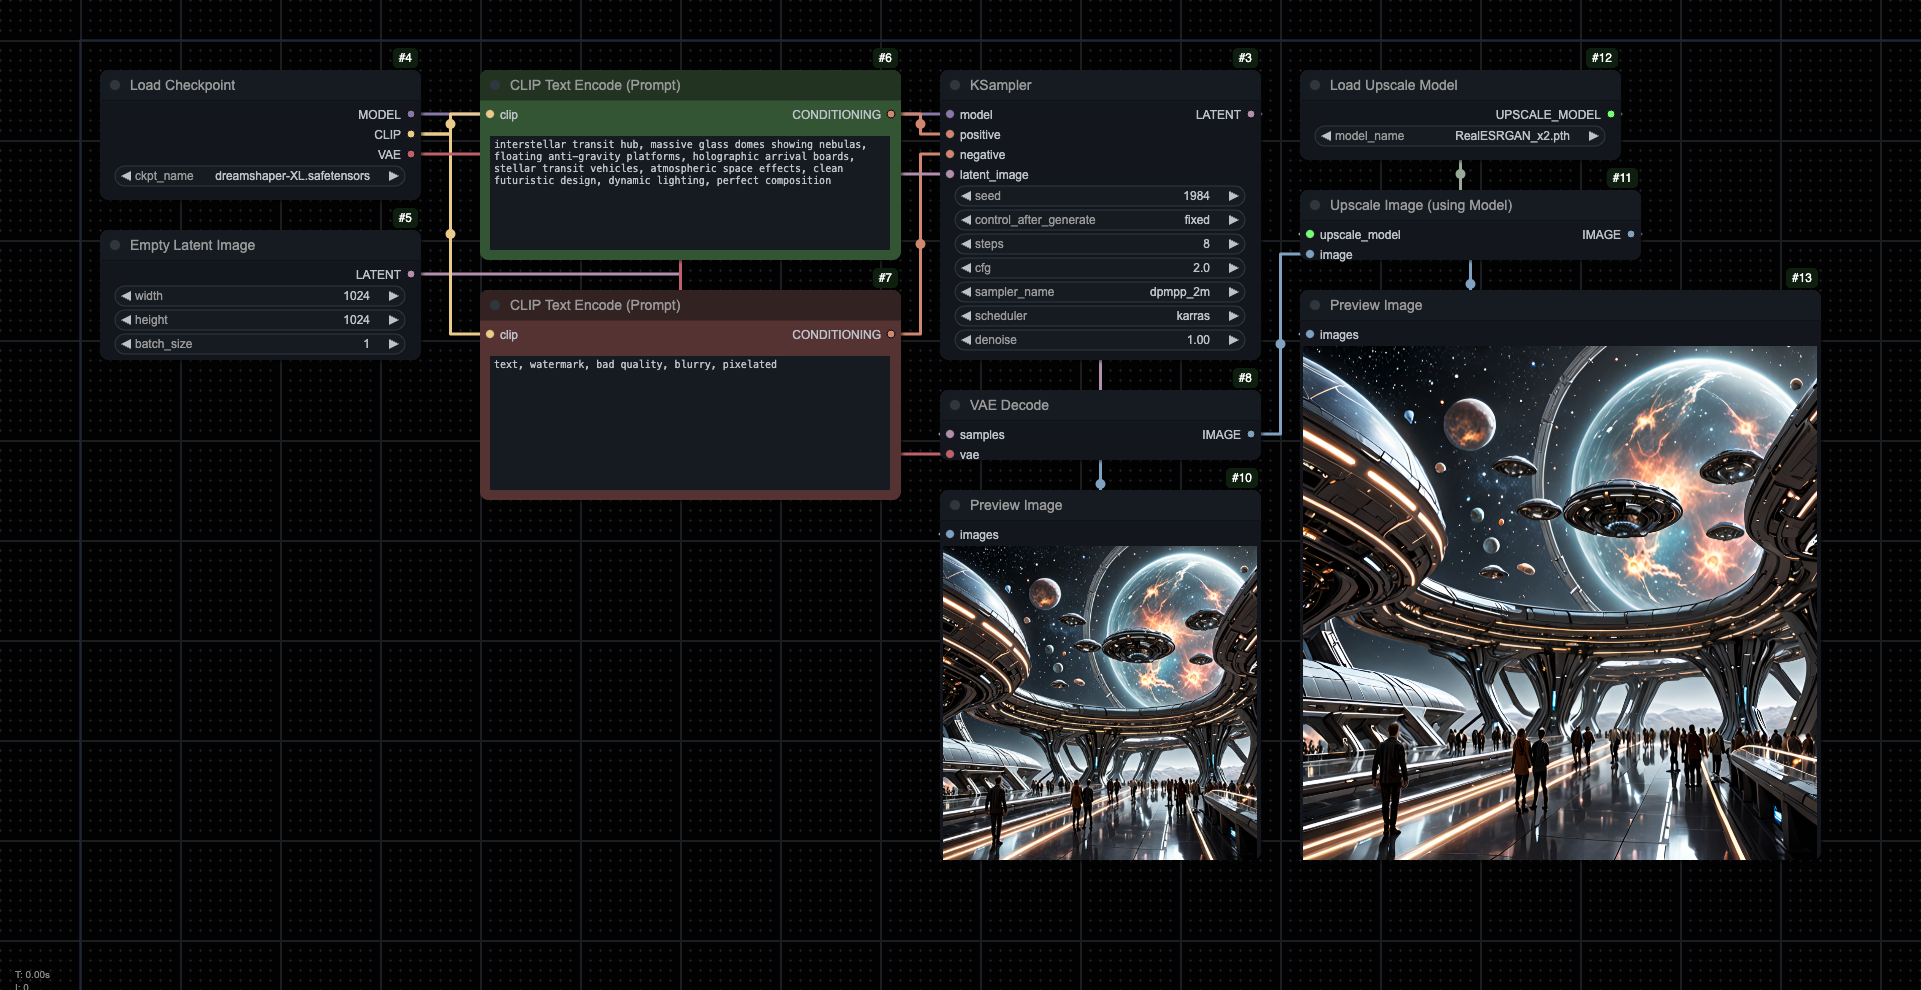 #4
Load Checkpoint
MODEL
CLIP
VAE
ckpt_name dreamshaper-XL.safetensors
#5
Empty Latent Image
LATENT
width 1024
height 1024
batch_size 1
#6
CLIP Text Encode (Prompt)
clip CONDITIONING
interstellar transit hub, massive glass domes showing nebulas,
floating anti-gravity platforms, holographic arrival boards,
stellar transit vehicles, atmospheric space effects, clean
futuristic design, dynamic lighting, perfect composition
#7
CLIP Text Encode (Prompt)
clip CONDITIONING
text, watermark, bad quality, blurry, pixelated
#3
KSampler
model LATENT
positive
negative
latent_image
seed 1984
control_after_generate fixed
steps 8
cfg 2.0
sampler_name dpmpp_2m
scheduler karras
denoise 1.00
#8
VAE Decode
samples IMAGE
vae
#10
Preview Image
images
#12
Load Upscale Model
UPSCALE_MODEL
model_name RealESRGAN_x2.pth
#11
Upscale Image (using Model)
upscale_model IMAGE
image
#13
Preview Image
images
T: 0.00s
I: 0